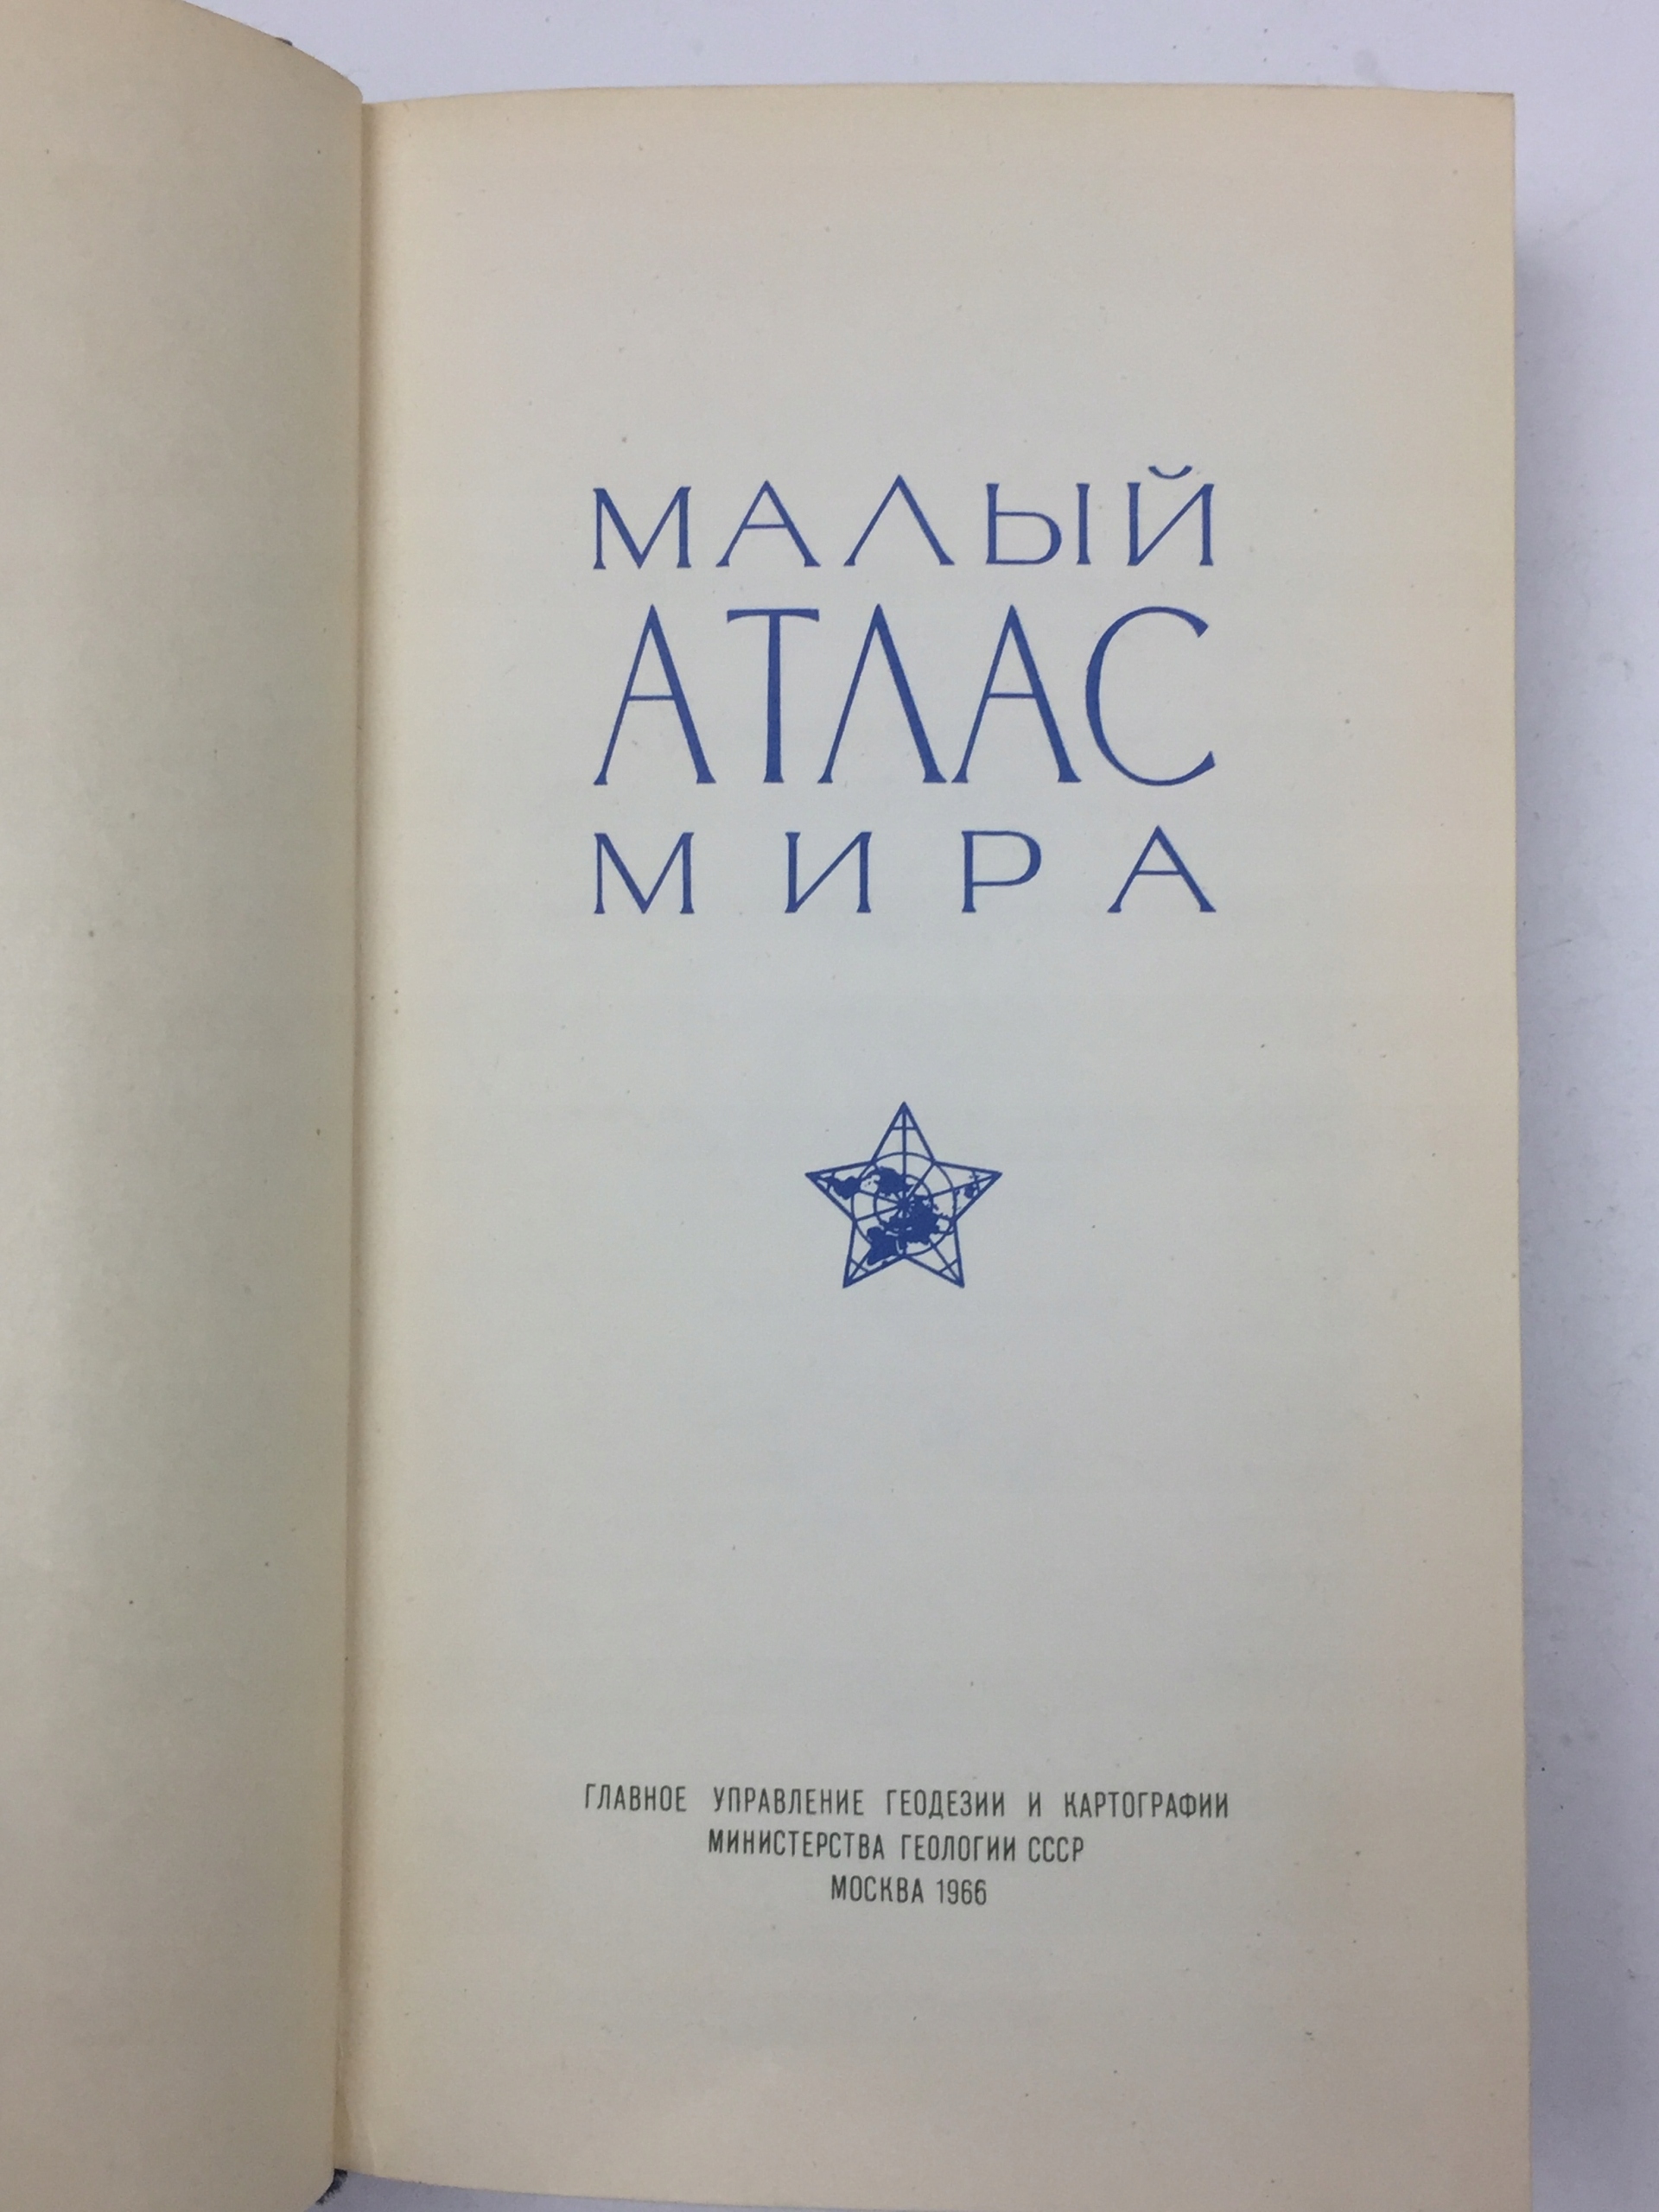 МАЛЫЙ
АТЛАС
МИРА
ГЛАВНОЕ УПРАВЛЕНИЕ ГЕОДЕЗИИ И КАРТОГРАФИИ
МИНИСТЕРСТВА ГЕОЛОГИИ СССР
МОСКВА 1966